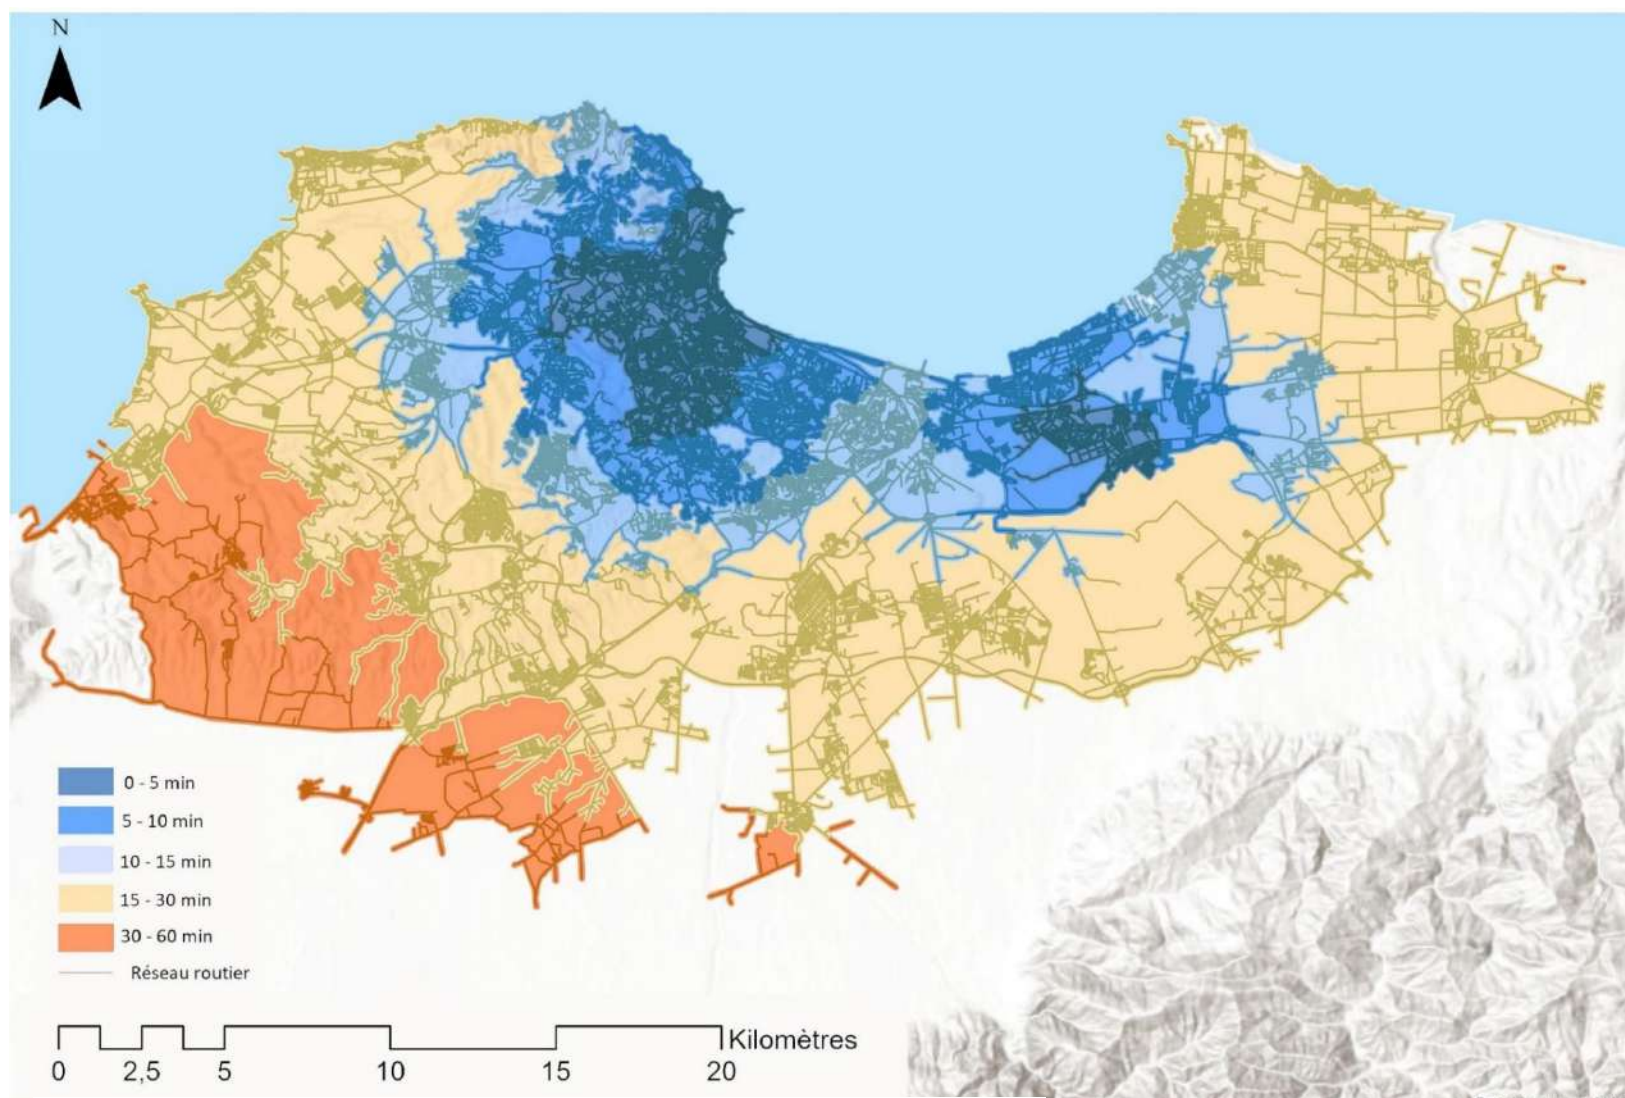 N
0 - 5 min
5 - 10 min
10 - 15 min
15 - 30 min
30 - 60 min
Réseau routier
Kilomètres
0 2,5 5 10 15 20